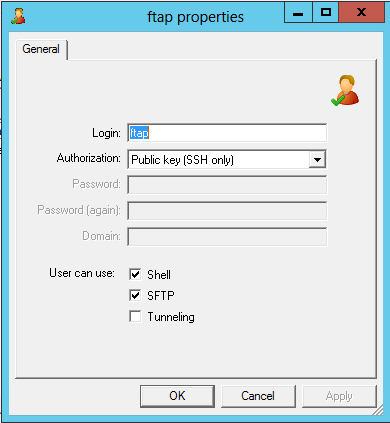 ftap properties
General
Login: ftap
Authorization: Public key (SSH only)
Password:
Password (again):
Domain:
User can use: Shell
SFTP
Tunneling
OK Cancel Apply